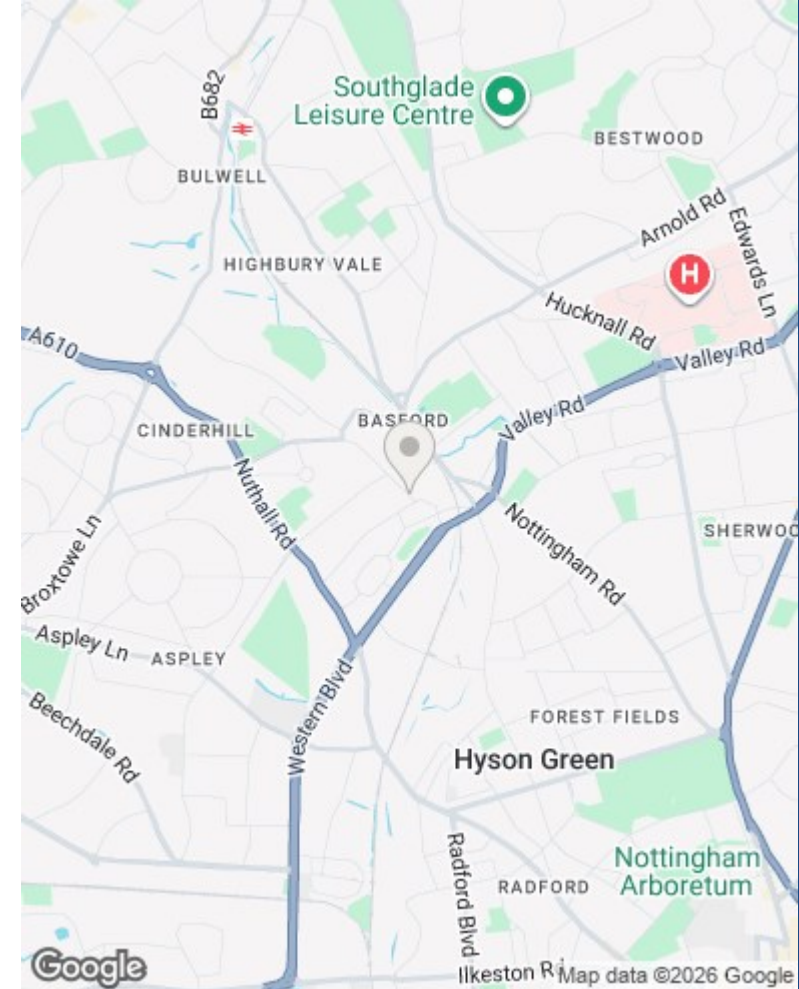 B682
Southglade
Leisure Centre
BESTWOOD
BULWELL
Arnold Rd
Edwards Ln
HIGHBURY VALE
H
Hucknall Rd
A610
Valley Rd
Valley Rd
BASFORD
CINDERHILL
Nuthall Rd
Nottingham Rd
SHERWOO
Broxtowe Ln
Aspley Ln
ASPLEY
Western Blvd
Beechdale Rd
FOREST FIELDS
Hyson Green
Radford Blvd
Nottingham
Arboretum
RADFORD
Google
Ilkeston Rd
Map data ©2026 Google